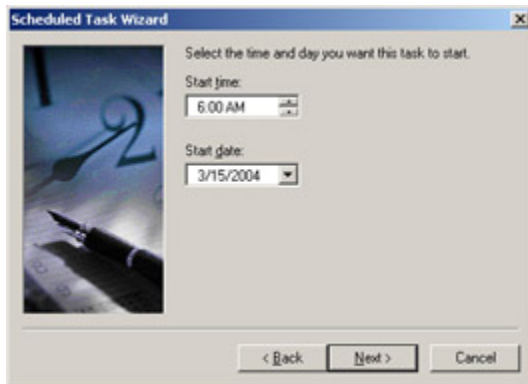 Scheduled Task Wizard
Select the time and day you want this task to start.
Start time:
6:00 AM
Start date:
3/15/2004
< Back
Next >
Cancel